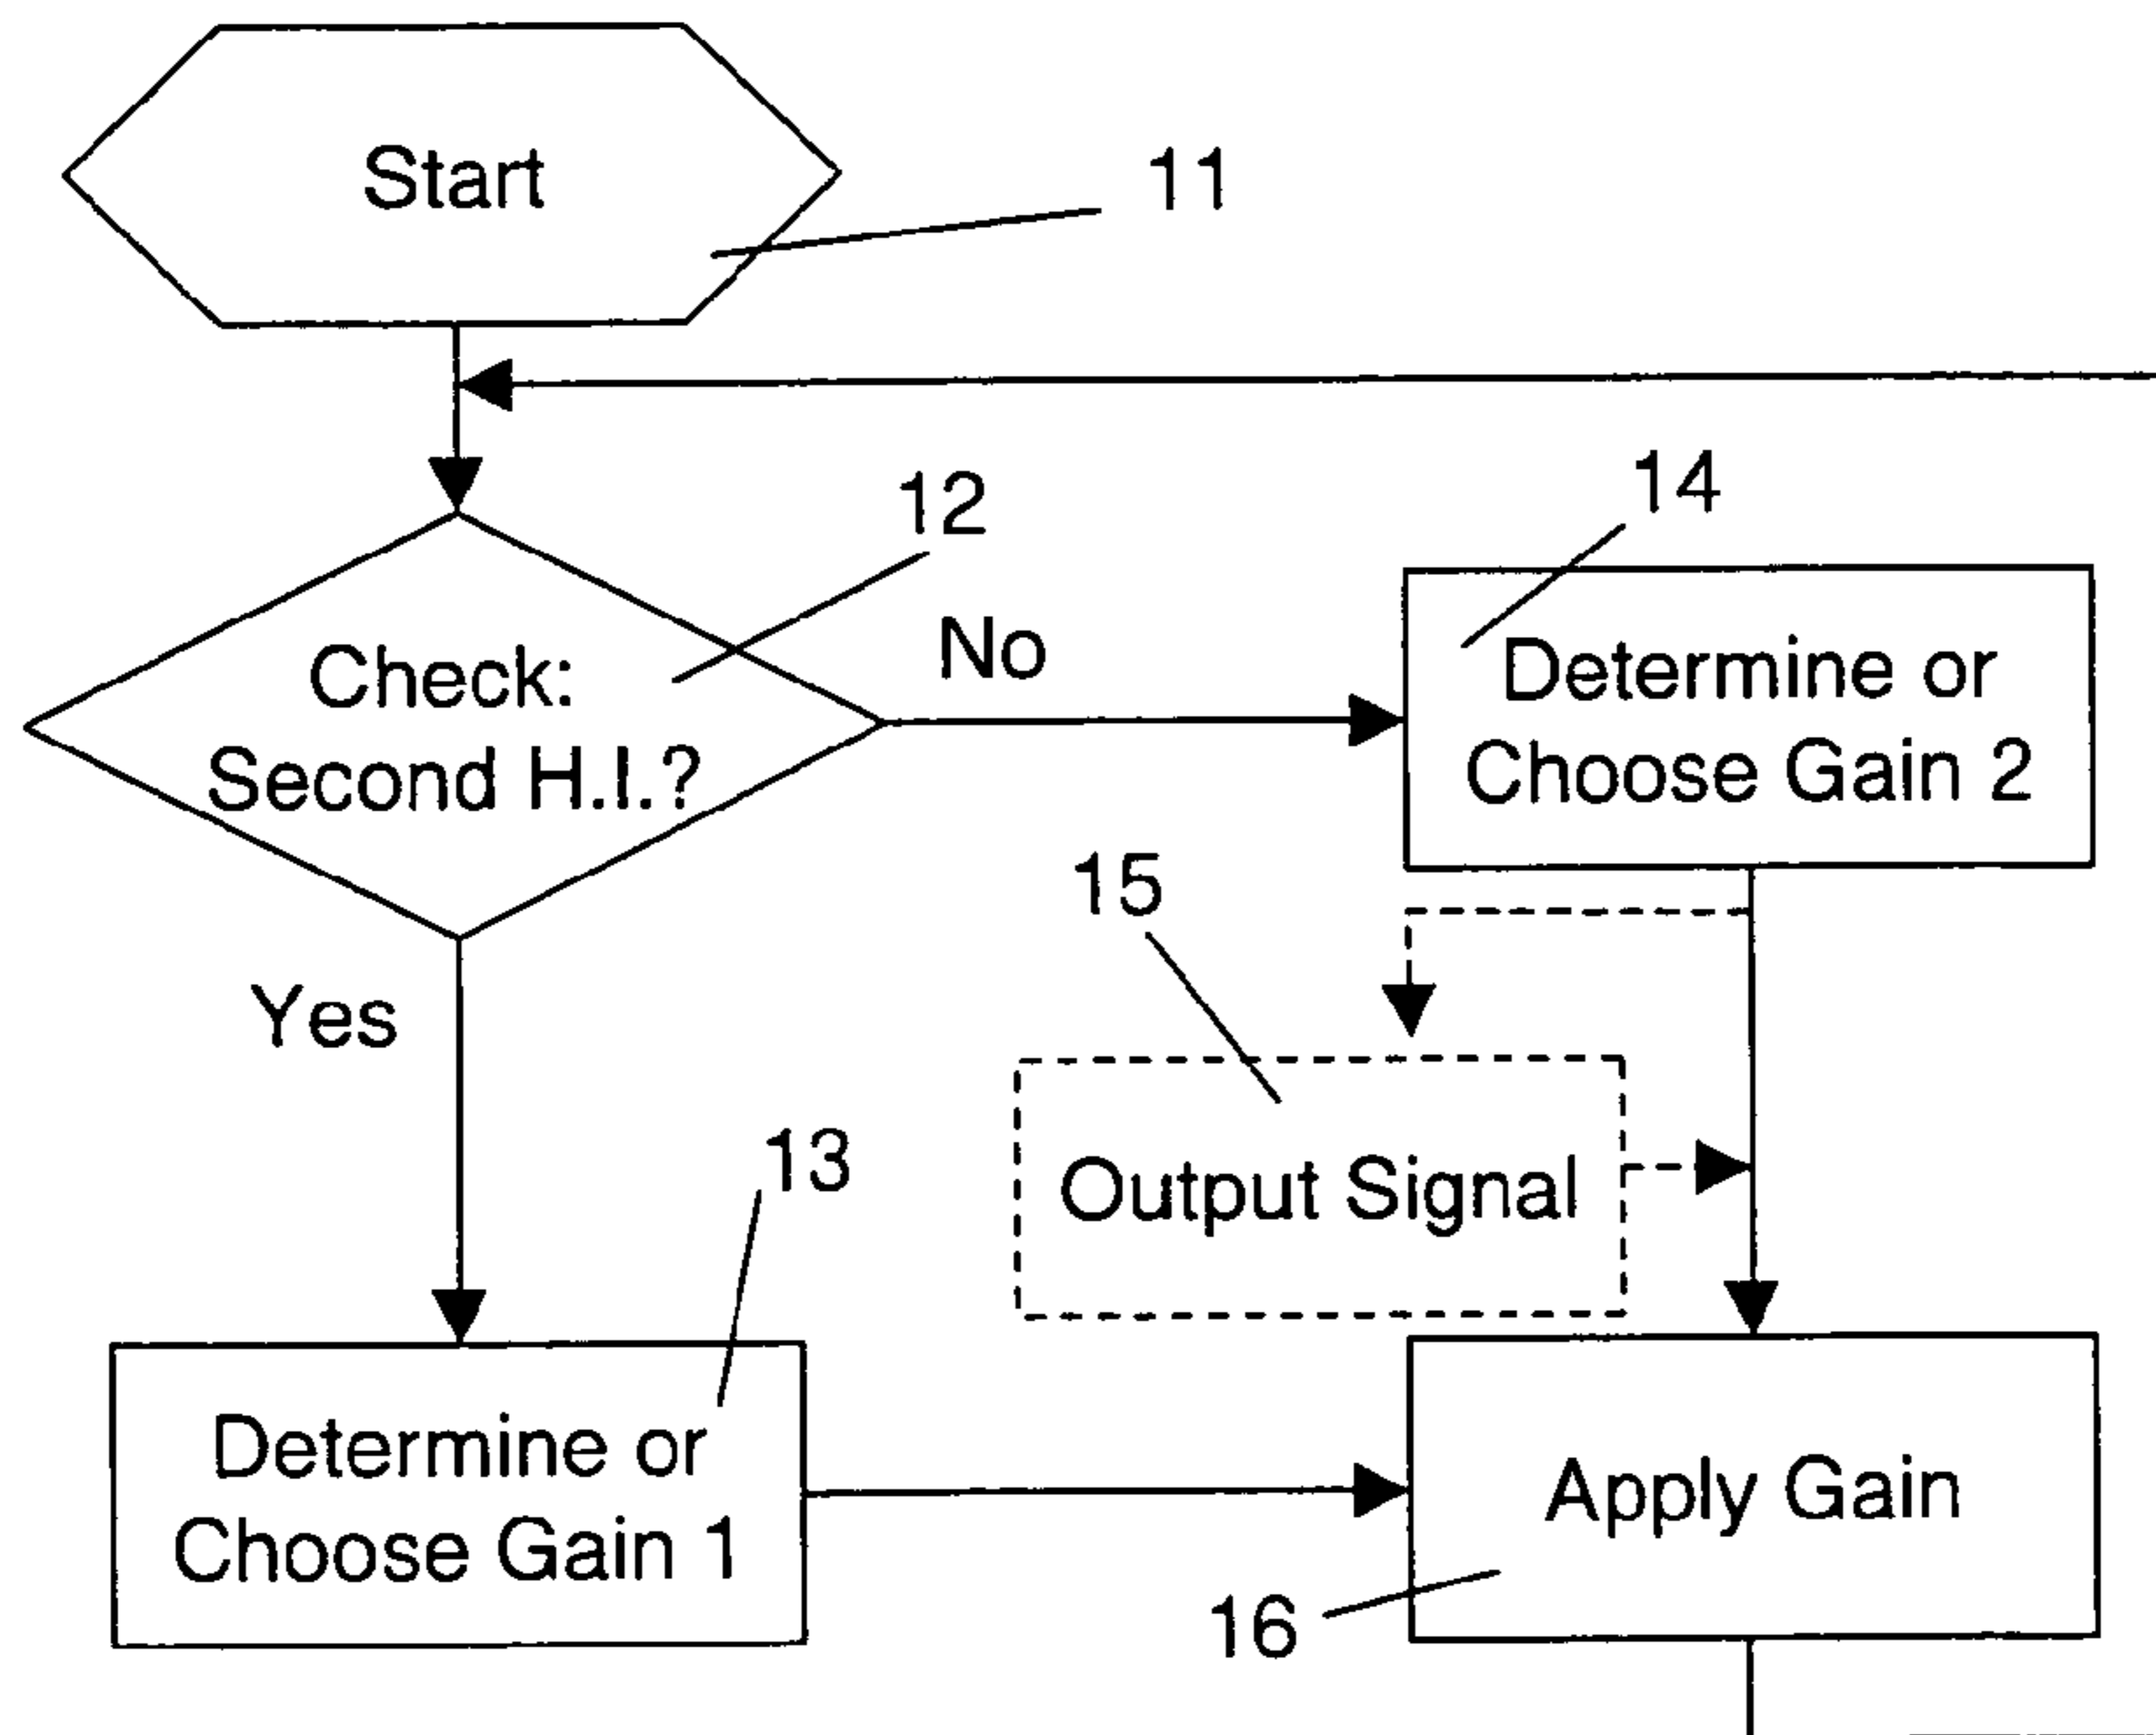 Start
11
12
Check:
Second H.I.?
No
14
Determine or
Choose Gain 2
Yes
15
Output Signal
13
Determine or
Choose Gain 1
Apply Gain
16